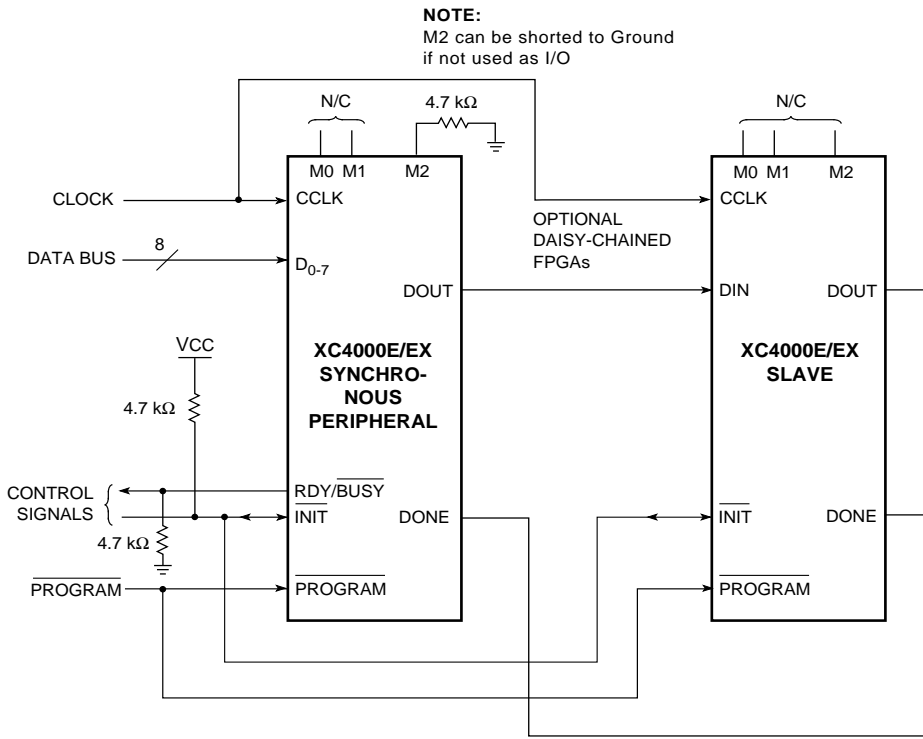 NOTE:
M2 can be shorted to Ground
if not used as I/O
N/C
4.7 kΩ
N/C
M0 M1
M2
M0 M1
M2
CLOCK
CCLK
CCLK
OPTIONAL
DAISY-CHAINED
FPGAs
DATA BUS
8
D0-7
DOUT
DIN
DOUT
VCC
4.7 kΩ
XC4000E/EX
SYNCHRO-
NOUS
PERIPHERAL
XC4000E/EX
SLAVE
CONTROL
SIGNALS
RDY/BUSY
INIT
DONE
INIT
DONE
4.7 kΩ
PROGRAM
PROGRAM
PROGRAM